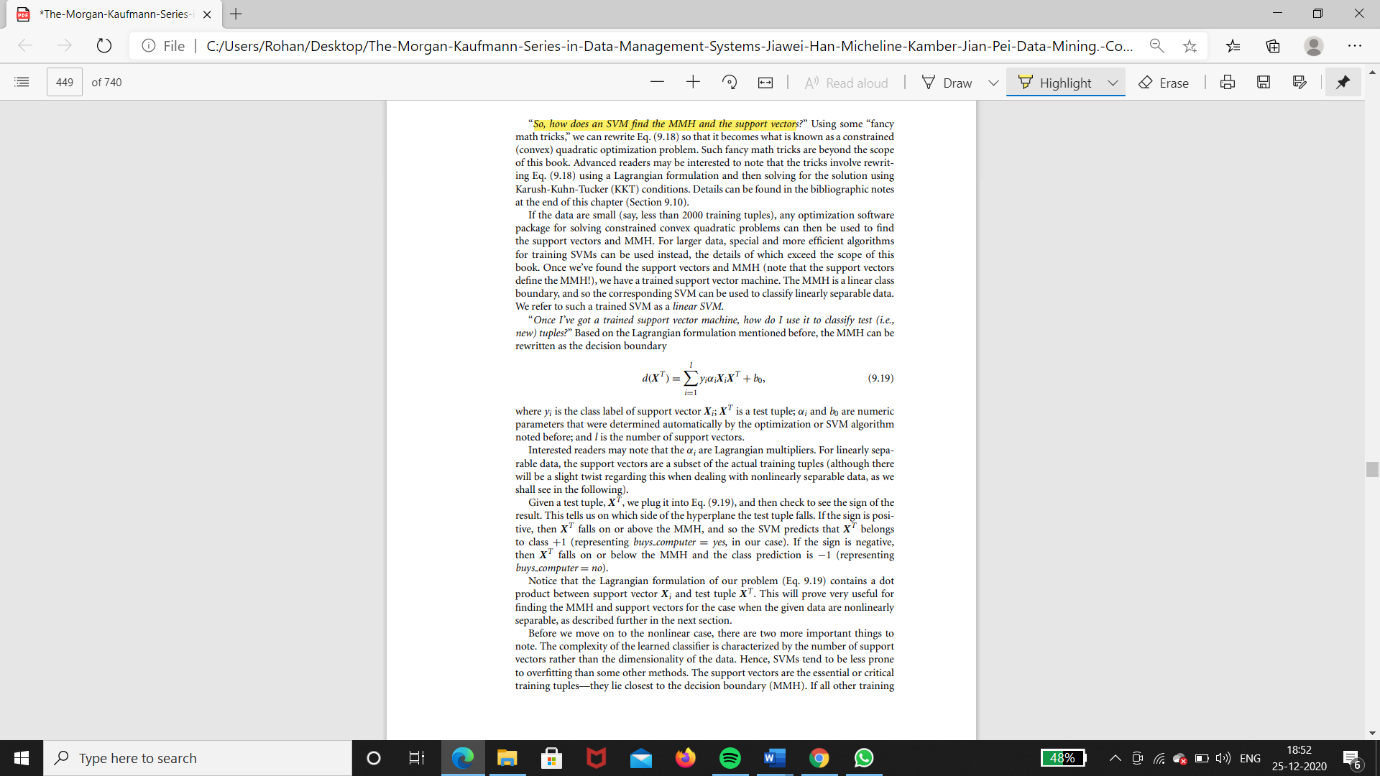 *The-Morgan-Kaufmann-Series-
File | C:/Users/Rohan/Desktop/The-Morgan-Kaufmann-Series-in-Data-Management-Systems-Jiawei-Han-Micheline-Kamber-Jian-Pei-Data-Mining.-Co...
449 of 740 Read aloud Draw Highlight Erase
"So, how does an SVM find the MMH and the support vectors?" Using some "fancy
math tricks," we can rewrite Eq. (9.18) so that it becomes what is known as a constrained
(convex) quadratic optimization problem. Such fancy math tricks are beyond the scope
of this book. Advanced readers may be interested to note that the tricks involve rewrit-
ing Eq. (9.18) using a Lagrangian formulation and then solving for the solution using
Karush-Kuhn-Tucker (KKT) conditions. Details can be found in the bibliographic notes
at the end of this chapter (Section 9.10).
If the data are small (say, less than 2000 training tuples), any optimization software
package for solving constrained convex quadratic problems can then be used to find
the support vectors and MMH. For larger data, special and more efficient algorithms
for training SVMs can be used instead, the details of which exceed the scope of this
book. Once we've found the support vectors and MMH (note that the support vectors
define the MMH!), we have a trained support vector machine. The MMH is a linear class
boundary, and so the corresponding SVM can be used to classify linearly separable data.
We refer to such a trained SVM as a linear SVM.
"Once I've got a trained support vector machine, how do I use it to classify test (i.e.,
new) tuples?" Based on the Lagrangian formulation mentioned before, the MMH can be
rewritten as the decision boundary
d(X^T) = ∑_{i=1}^{l} y_i α_i X_i X^T + b_0, (9.19)
where y_i is the class label of support vector X_i; X^T is a test tuple; α_i and b_0 are numeric
parameters that were determined automatically by the optimization or SVM algorithm
noted before; and l is the number of support vectors.
Interested readers may note that the α_i are Lagrangian multipliers. For linearly sepa-
rable data, the support vectors are a subset of the actual training tuples (although there
will be a slight twist regarding this when dealing with nonlinearly separable data, as we
shall see in the following).
Given a test tuple, X^T, we plug it into Eq. (9.19), and then check to see the sign of the
result. This tells us on which side of the hyperplane the test tuple falls. If the sign is posi-
tive, then X^T falls on or above the MMH, and so the SVM predicts that X^T belongs
to class +1 (representing buys_computer = yes, in our case). If the sign is negative,
then X^T falls on or below the MMH and the class prediction is −1 (representing
buys_computer = no).
Notice that the Lagrangian formulation of our problem (Eq. 9.19) contains a dot
product between support vector X_i and test tuple X^T. This will prove very useful for
finding the MMH and support vectors for the case when the given data are nonlinearly
separable, as described further in the next section.
Before we move on to the nonlinear case, there are two more important things to
note. The complexity of the learned classifier is characterized by the number of support
vectors rather than the dimensionality of the data. Hence, SVMs tend to be less prone
to overfitting than some other methods. The support vectors are the essential or critical
training tuples—they lie closest to the decision boundary (MMH). If all other training
Type here to search
48%
ENG
18:52
25-12-2020
6